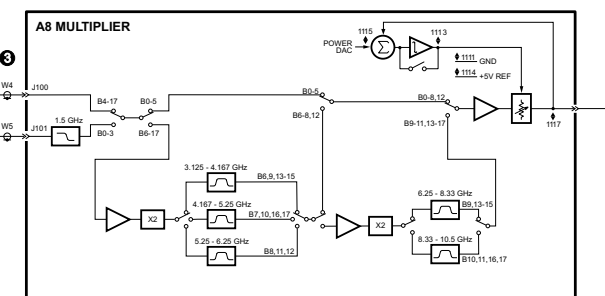 A8 MULTIPLIER
3
W4
J100
W5
J101
1.5 GHz
B4-17
B0-5
B0-3
B6-17
B0-5
B6-8,12
POWER
DAC
1115
Σ
1113
1111 GND
1114 +5V REF
B0-8,12
B9-11,13-17
1117
X2
3.125 - 4.167 GHz
B6,9,13-15
4.167 - 5.25 GHz
B7,10,16,17
5.25 - 6.25 GHz
B8,11,12
X2
6.25 - 8.33 GHz
B9,13-15
8.33 - 10.5 GHz
B10,11,16,17